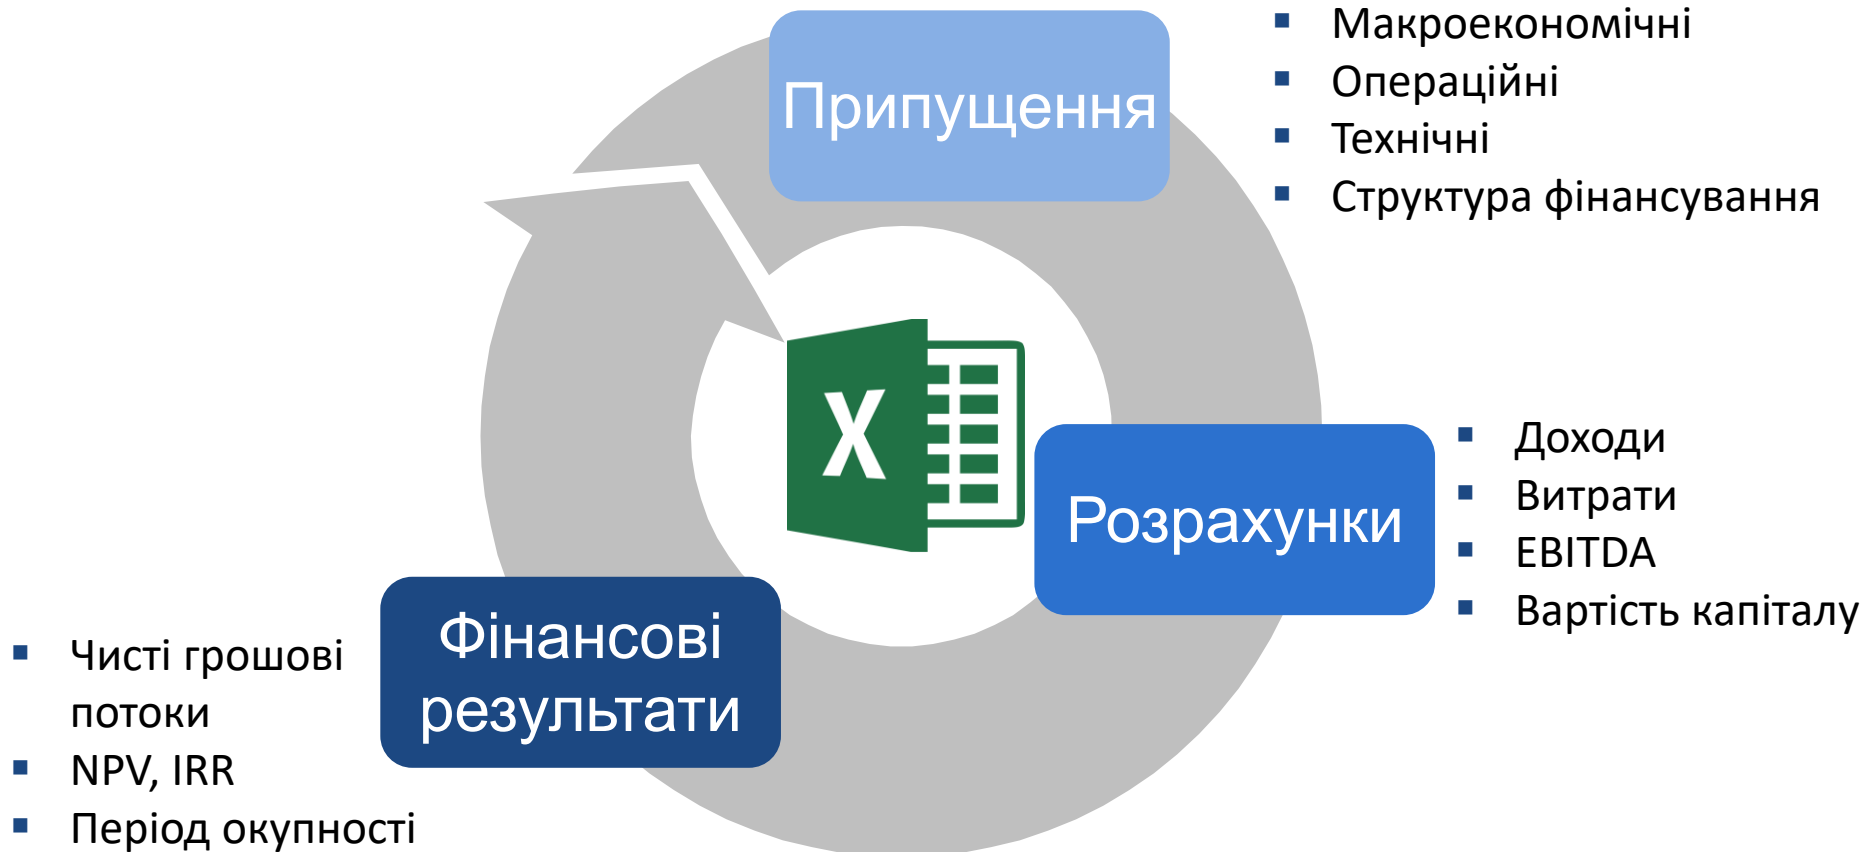 Припущення
Макроекономічні
Операційні
Технічні
Структура фінансування
X
Розрахунки
Доходи
Витрати
EBITDA
Вартість капіталу
Фінансові
результати
Чисті грошові
потоки
NPV, IRR
Період окупності